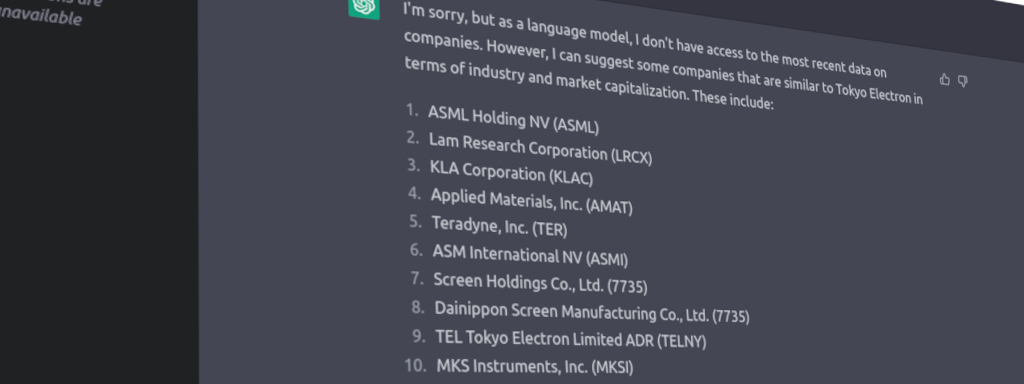 unavailable
I'm sorry, but as a language model, I don't have access to the most recent data on
companies. However, I can suggest some companies that are similar to Tokyo Electron in
terms of industry and market capitalization. These include:
1. ASML Holding NV (ASML)
2. Lam Research Corporation (LRCX)
3. KLA Corporation (KLAC)
4. Applied Materials, Inc. (AMAT)
5. Teradyne, Inc. (TER)
6. ASM International NV (ASMI)
7. Screen Holdings Co., Ltd. (7735)
8. Dainippon Screen Manufacturing Co., Ltd. (7735)
9. TEL Tokyo Electron Limited ADR (TELNY)
10. MKS Instruments, Inc. (MKSI)